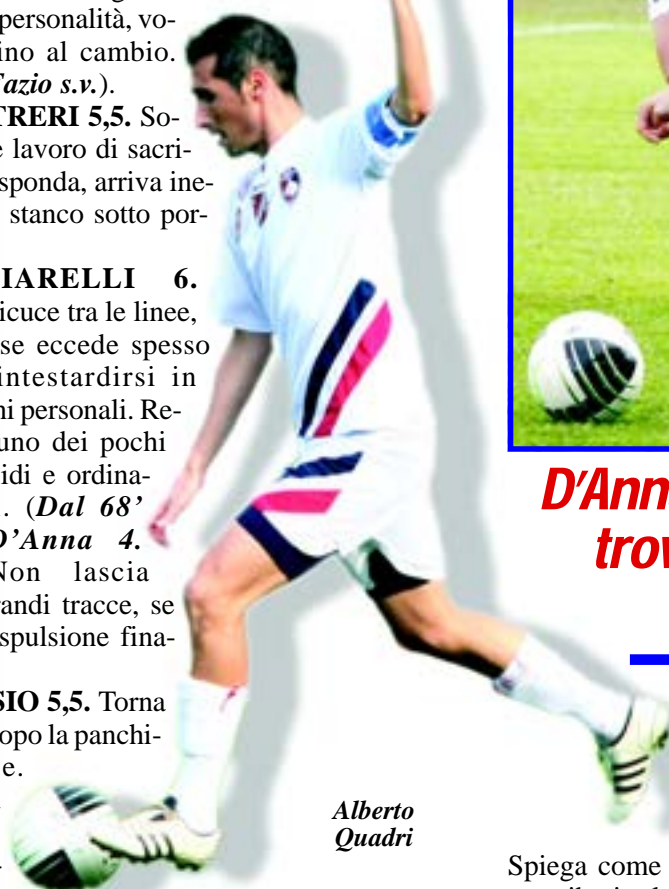 personalità, vo-
ino al cambio.
Fazio s.v.).
TRERI 5,5. So-
e lavoro di sacri-
sponda, arriva ine-
stanco sotto por-
IARELLI 6.
icuce tra le linee,
se eccede spesso
intestardirsi in
ni personali. Re-
uno dei pochi
idi e ordina-
. (Dal 68’
D’Anna 4.
Non lascia
randi tracce, se
spulsione fina-
SIO 5,5. Torna
opo la panchi-
e.
Alberto
Quadri
D’Ann
trov
Spiega come